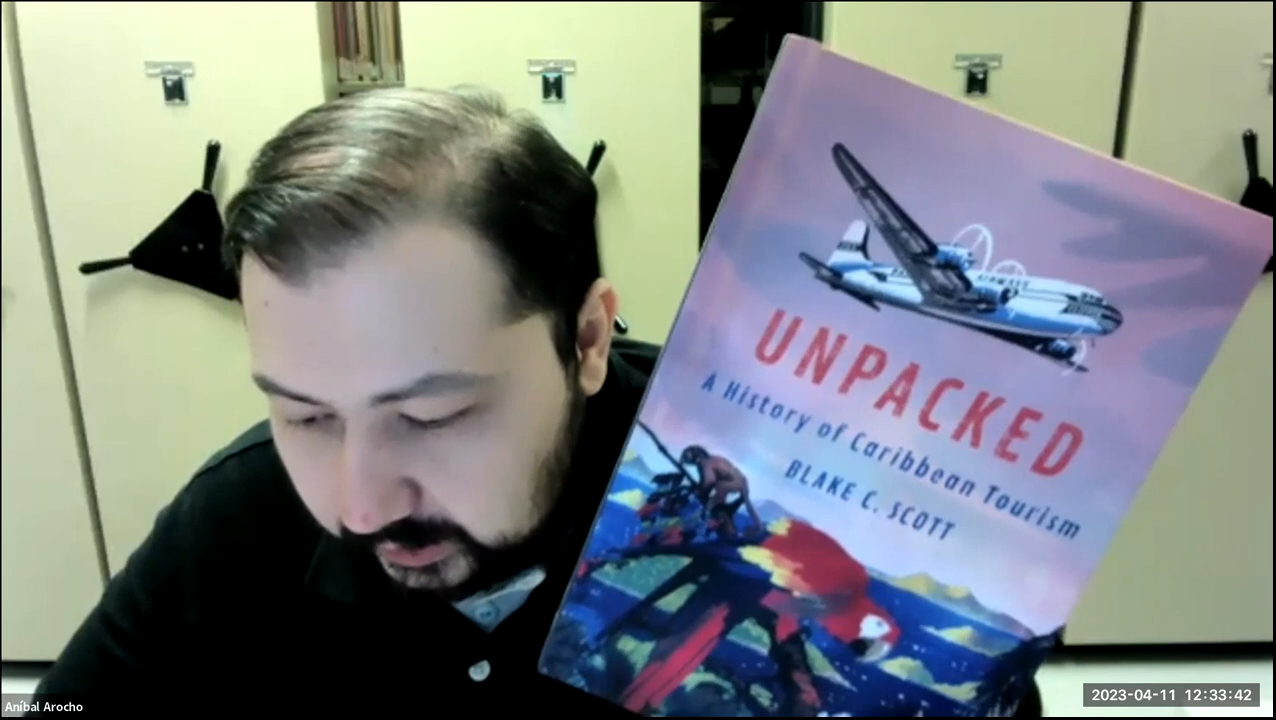 UNPACKED
A History of Caribbean Tourism
BLAKE C. SCOTT
Aníbal Arocho
2023-04-11 12:33:42